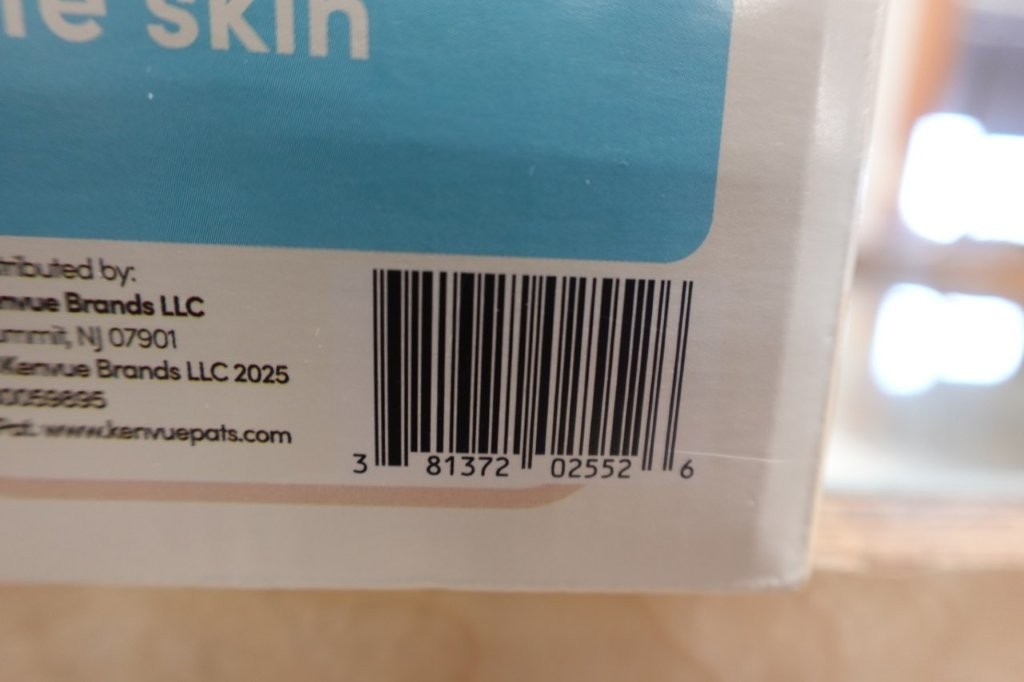 skin
tributed by:
nvue Brands LLC
ummit, NJ 07901
Kenvue Brands LLC 2025
0059895
Pat. www.kenvuepats.com
3 81372 02552 6